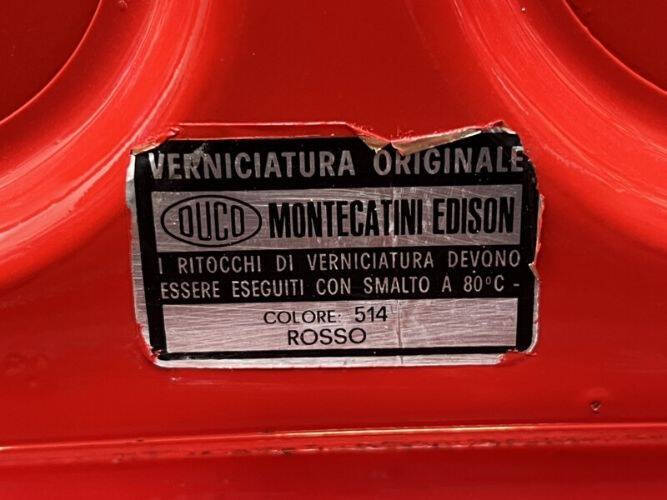 VERNICIATURA ORIGINALE
DUCO MONTECATINI EDISON
I RITOCCHI DI VERNICIATURA DEVONO
ESSERE ESEGUITI CON SMALTO A 80°C -
COLORE: 514
ROSSO